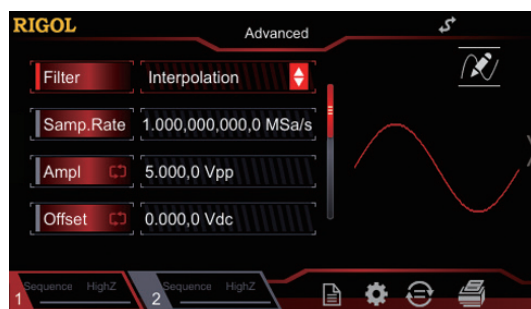 RIGOL
Advanced
Filter Interpolation
Samp.Rate 1.000,000,000,0 MSa/s
Ampl 5.000,0 Vpp
Offset 0.000,0 Vdc
1 Sequence HighZ 2 Sequence HighZ